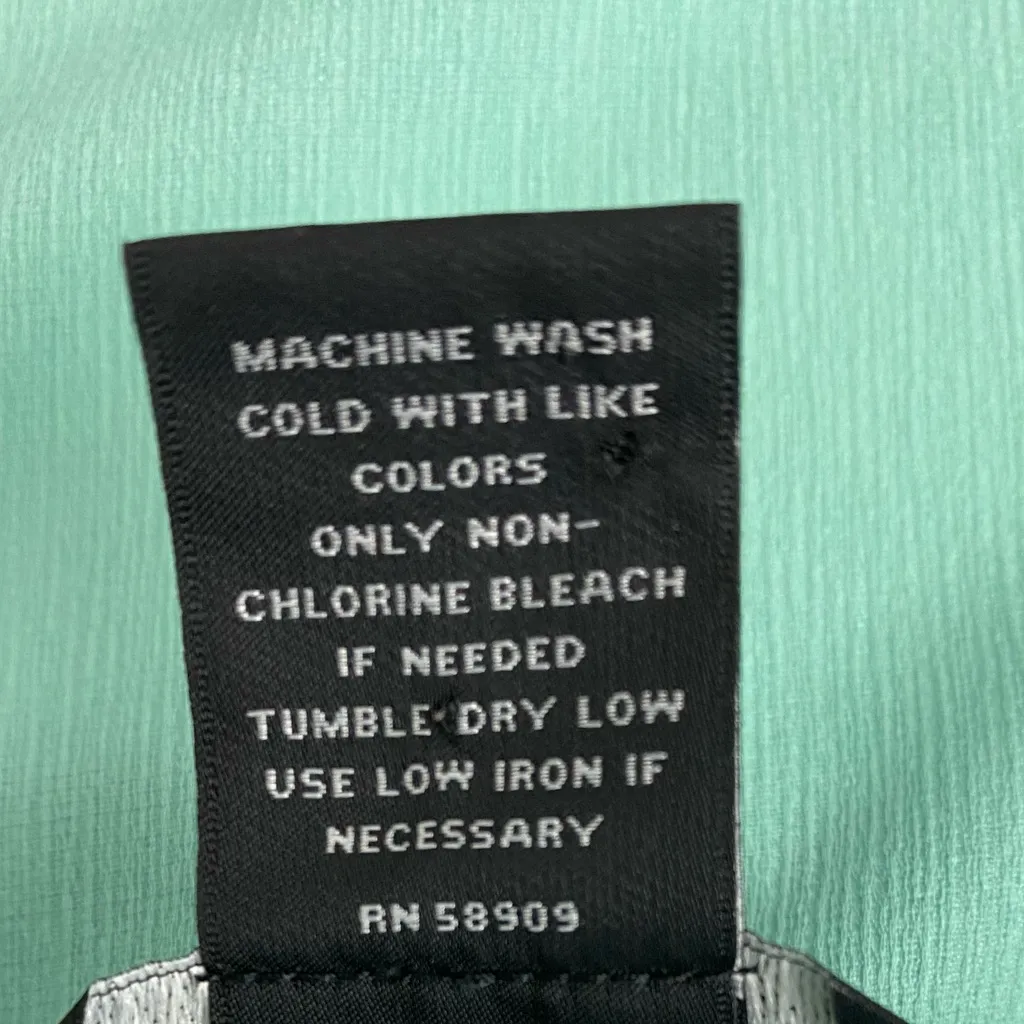 MACHINE WASH
COLD WITH LIKE
COLORS
ONLY NON-
CHLORINE BLEACH
IF NEEDED
TUMBLE DRY LOW
USE LOW IRON IF
NECESSARY
RN 58909